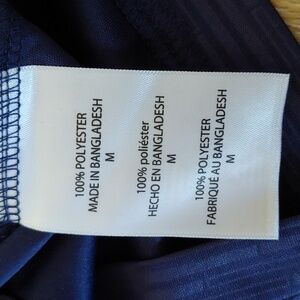 100% POLYESTER
MADE IN BANGLADESH
M
100% poliéster
HECHO EN BANGLADESH
M
100% POLYESTER
FABRIQUÉ AU BANGLADESH
M